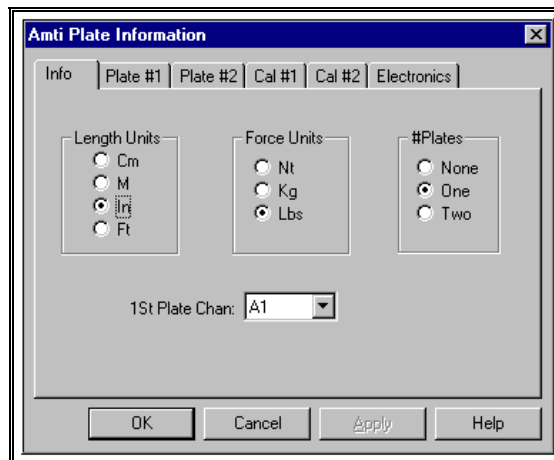 Amti Plate Information
Info Plate #1 Plate #2 Cal #1 Cal #2 Electronics
Length Units
Cm
M
In
Ft
Force Units
Nt
Kg
Lbs
#Plates
None
One
Two
1St Plate Chan: A1
OK Cancel Apply Help